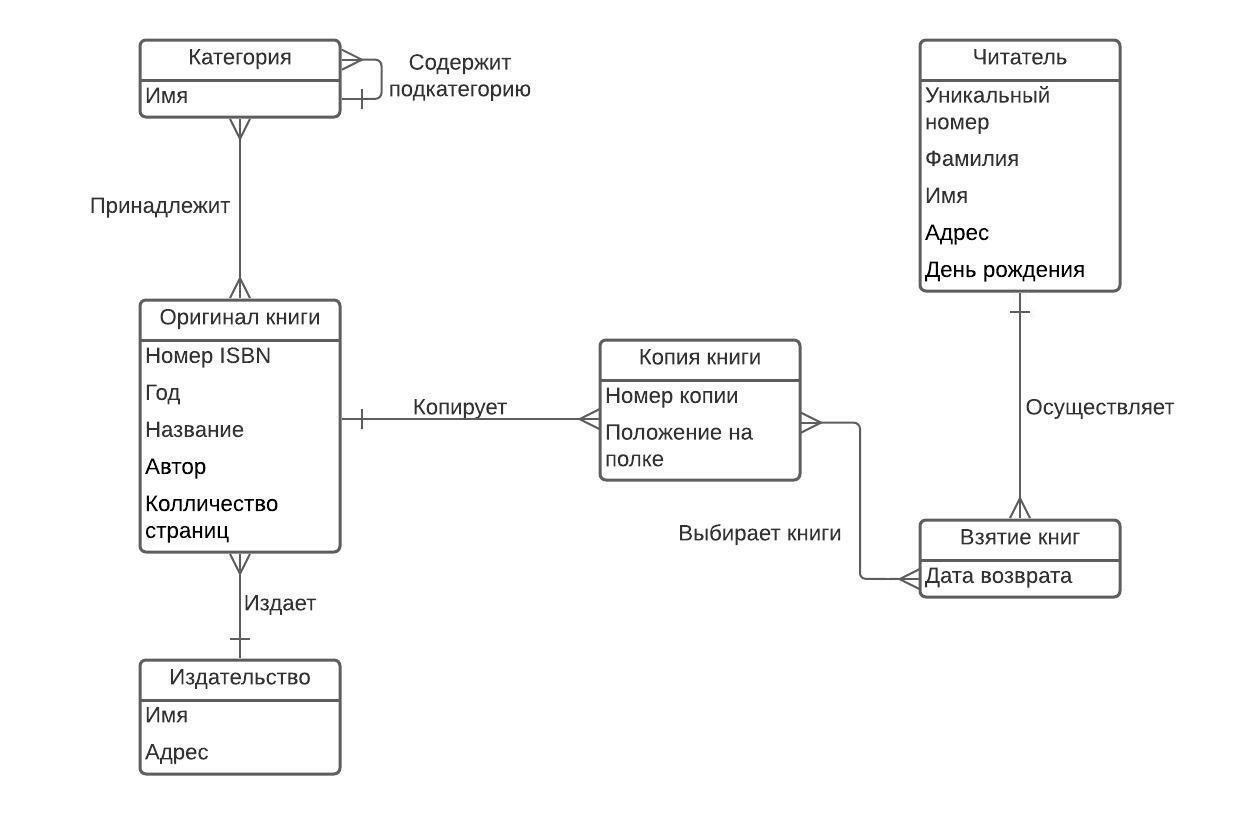 Категория
Имя
Содержит
подкатегорию
Принадлежит
Оригинал книги
Номер ISBN
Год
Название
Автор
Колличество
страниц
Издает
Издательство
Имя
Адрес
Копирует
Копия книги
Номер копии
Положение на
полке
Выбирает книги
Читатель
Уникальный
номер
Фамилия
Имя
Адрес
День рождения
Осуществляет
Взятие книг
Дата возврата